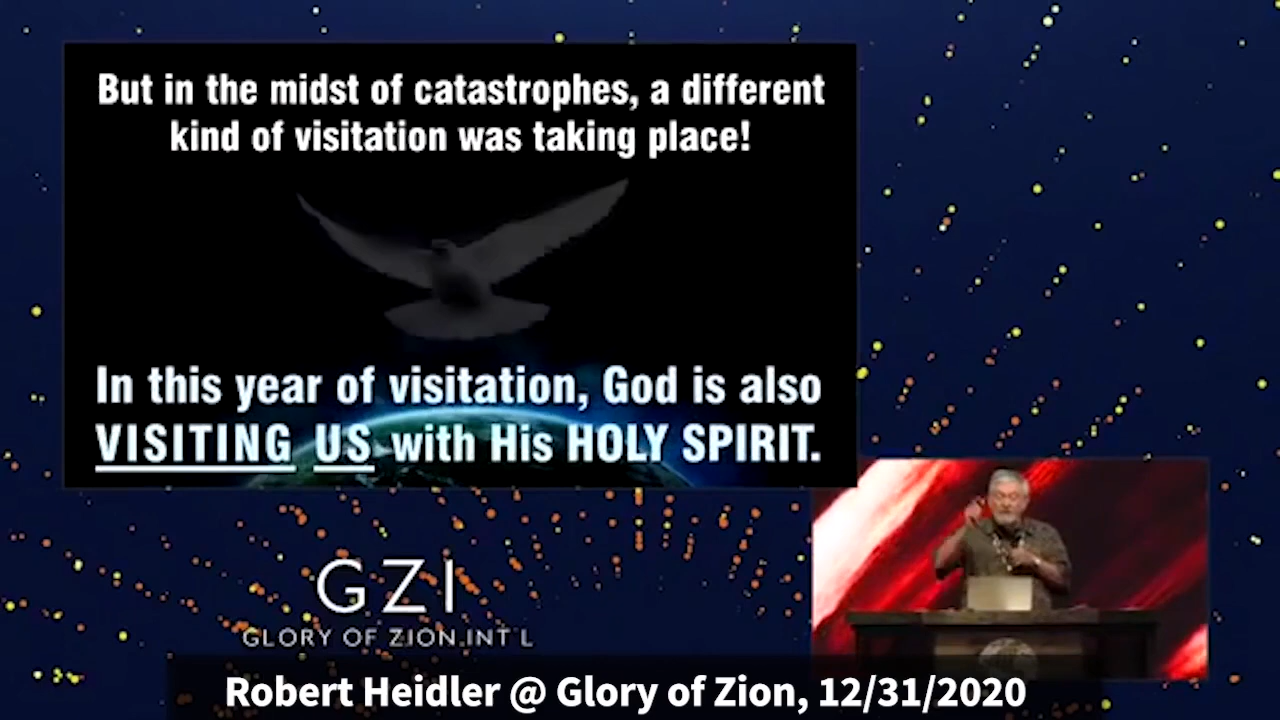 But in the midst of catastrophes, a different
kind of visitation was taking place!
In this year of visitation, God is also
VISITING US with His HOLY SPIRIT.
GZI
GLORY OF ZION INT'L
Robert Heidler @ Glory of Zion, 12/31/2020